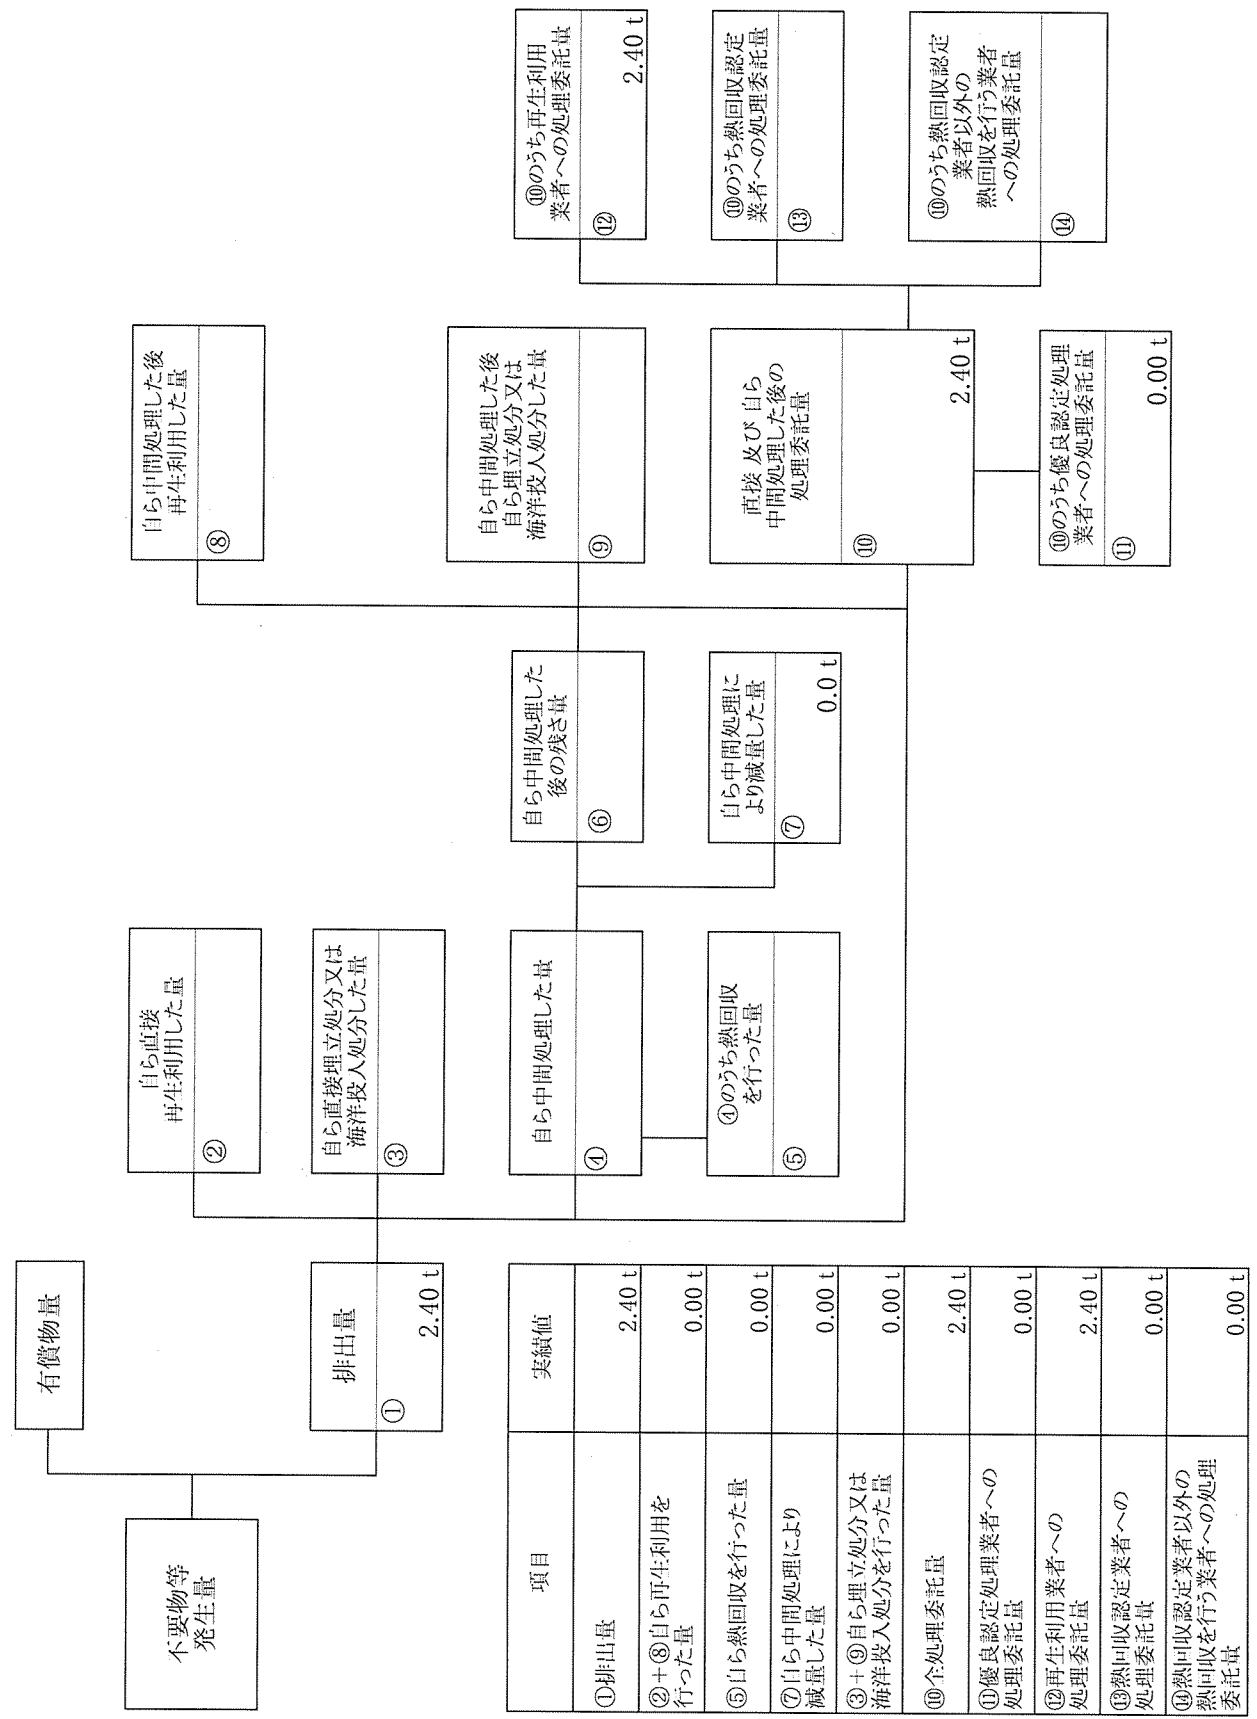 不要物等
発生量
有償物量
排出量
① 2.40 t
自ら直接
再生利用した量
②
自ら直接埋立処分又は
海洋投入処分した量
③
自ら中間処理した量
④
④のうち熱回収
を行った量
⑤
自ら中間処理した
後の残さ量
⑥
自ら中間処理に
より減量した量
⑦ 0.0 t
自ら中間処理した後
再生利用した量
⑧
自ら中間処理した後
自ら埋立処分又は
海洋投入処分した量
⑨
直接 及び 自ら
中間処理した後の
処理委託量
⑩ 2.40 t
⑩のうち優良認定処理
業者への処理委託量
⑪ 0.00 t
⑩のうち再生利用
業者への処理委託量
⑫ 2.40 t
⑩のうち熱回収認定
業者への処理委託量
⑬
⑩のうち熱回収認定
業者以外の
熱回収を行う業者
への処理委託量
⑭
項目 実績値
①排出量 2.40 t
②+⑧自ら再生利用を
行った量 0.00 t
⑤自ら熱回収を行った量 0.00 t
⑦自ら中間処理により
減量した量 0.00 t
③+⑨自ら埋立処分又は
海洋投入処分を行った量 0.00 t
⑩全処理委託量 2.40 t
⑪優良認定処理業者への
処理委託量 0.00 t
⑫再生利用業者への
処理委託量 2.40 t
⑬熱回収認定業者への
処理委託量 0.00 t
⑭熱回収認定業者以外の
熱回収を行う業者への処理
委託量 0.00 t